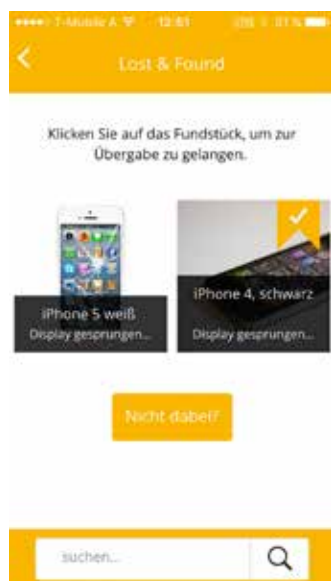 T-Mobile A 12:51 81 %
Lost & Found
Klicken Sie auf das Fundstück, um zur
Übergabe zu gelangen.
iPhone 5 weiß
Display gesprungen...
iPhone 4, schwarz
Display gesprungen...
Nicht dabei?
suchen...